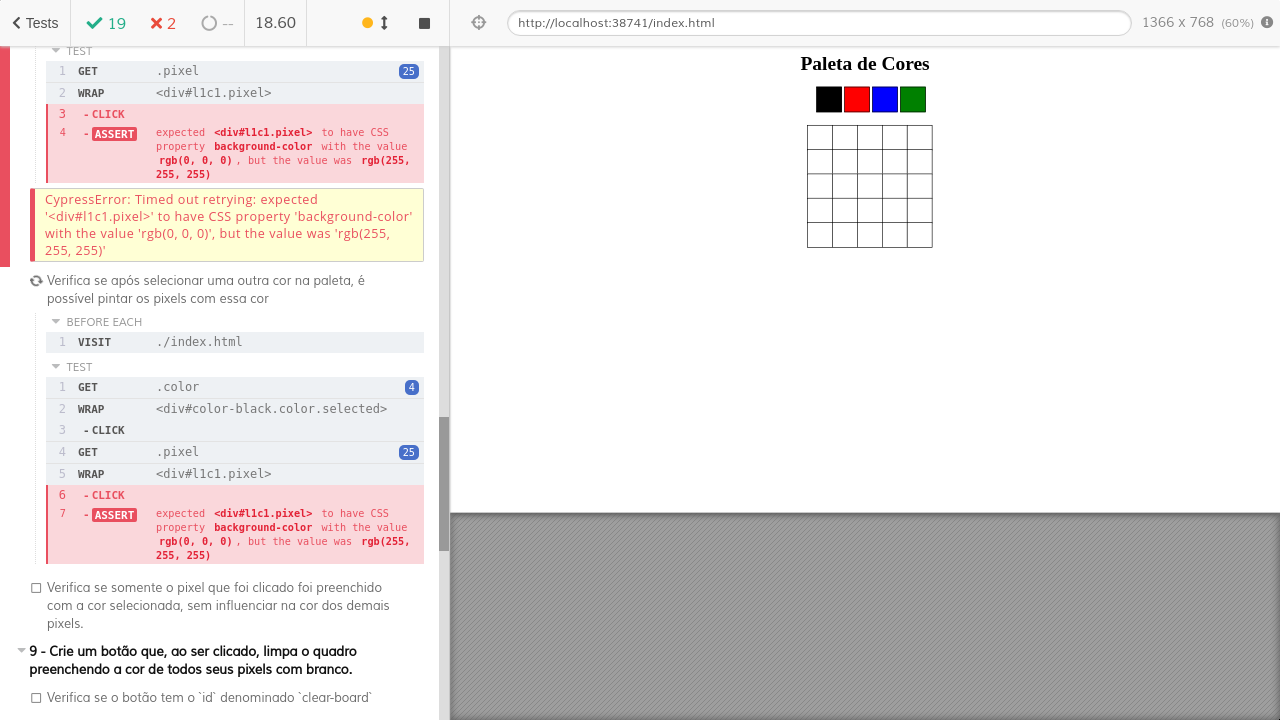 Tests
19
2
--
18.60
http://localhost:38741/index.html
1366 x 768 (60%)
TEST
1 GET .pixel 25
2 WRAP <div#l1c1.pixel>
3 - CLICK
4 - ASSERT expected <div#l1c1.pixel> to have CSS
property background-color with the value
rgb(0, 0, 0), but the value was rgb(255,
255, 255)
CypressError: Timed out retrying: expected
'<div#l1c1.pixel>' to have CSS property 'background-color'
with the value 'rgb(0, 0, 0)', but the value was 'rgb(255,
255, 255)'
Verifica se após selecionar uma outra cor na paleta, é
possível pintar os pixels com essa cor
BEFORE EACH
1 VISIT ./index.html
TEST
1 GET .color 4
2 WRAP <div#color-black.color.selected>
3 - CLICK
4 GET .pixel 25
5 WRAP <div#l1c1.pixel>
6 - CLICK
7 - ASSERT expected <div#l1c1.pixel> to have CSS
property background-color with the value
rgb(0, 0, 0), but the value was rgb(255,
255, 255)
Verifica se somente o pixel que foi clicado foi preenchido
com a cor selecionada, sem influenciar na cor dos demais
pixels.
9 - Crie um botão que, ao ser clicado, limpa o quadro
preenchendo a cor de todos seus pixels com branco.
Verifica se o botão tem o `id` denominado `clear-board`
Paleta de Cores